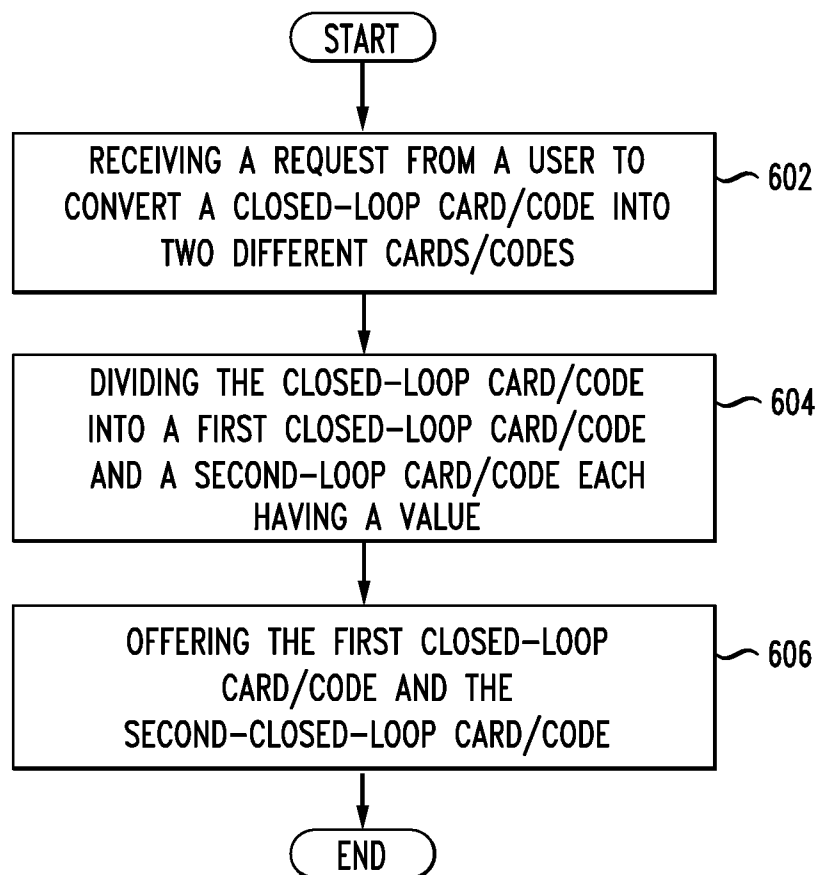 START
RECEIVING A REQUEST FROM A USER TO
CONVERT A CLOSED-LOOP CARD/CODE INTO
TWO DIFFERENT CARDS/CODES
602
DIVIDING THE CLOSED-LOOP CARD/CODE
INTO A FIRST CLOSED-LOOP CARD/CODE
AND A SECOND-LOOP CARD/CODE EACH
HAVING A VALUE
604
OFFERING THE FIRST CLOSED-LOOP
CARD/CODE AND THE
SECOND-CLOSED-LOOP CARD/CODE
606
END